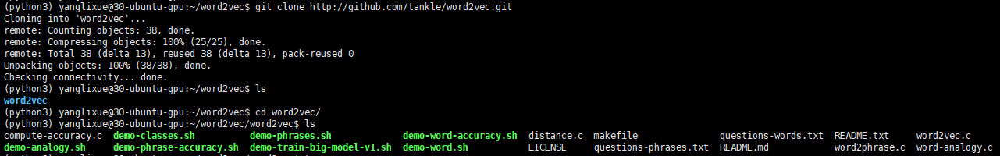 (python3) yanglixue@30-ubuntu-gpu:~/word2vec$ git clone http://github.com/tankle/word2vec.git
Cloning into 'word2vec'...
remote: Counting objects: 38, done.
remote: Compressing objects: 100% (25/25), done.
remote: Total 38 (delta 13), reused 38 (delta 13), pack-reused 0
Unpacking objects: 100% (38/38), done.
Checking connectivity... done.
(python3) yanglixue@30-ubuntu-gpu:~/word2vec$ ls
word2vec
(python3) yanglixue@30-ubuntu-gpu:~/word2vec$ cd word2vec/
(python3) yanglixue@30-ubuntu-gpu:~/word2vec/word2vec$ ls
compute-accuracy.c demo-classes.sh demo-phrases.sh demo-word-accuracy.sh distance.c makefile questions-words.txt README.txt word2vec.c
demo-analogy.sh demo-phrase-accuracy.sh demo-train-big-model-v1.sh demo-word.sh LICENSE questions-phrases.txt README.md word2phrase.c word-analogy.c